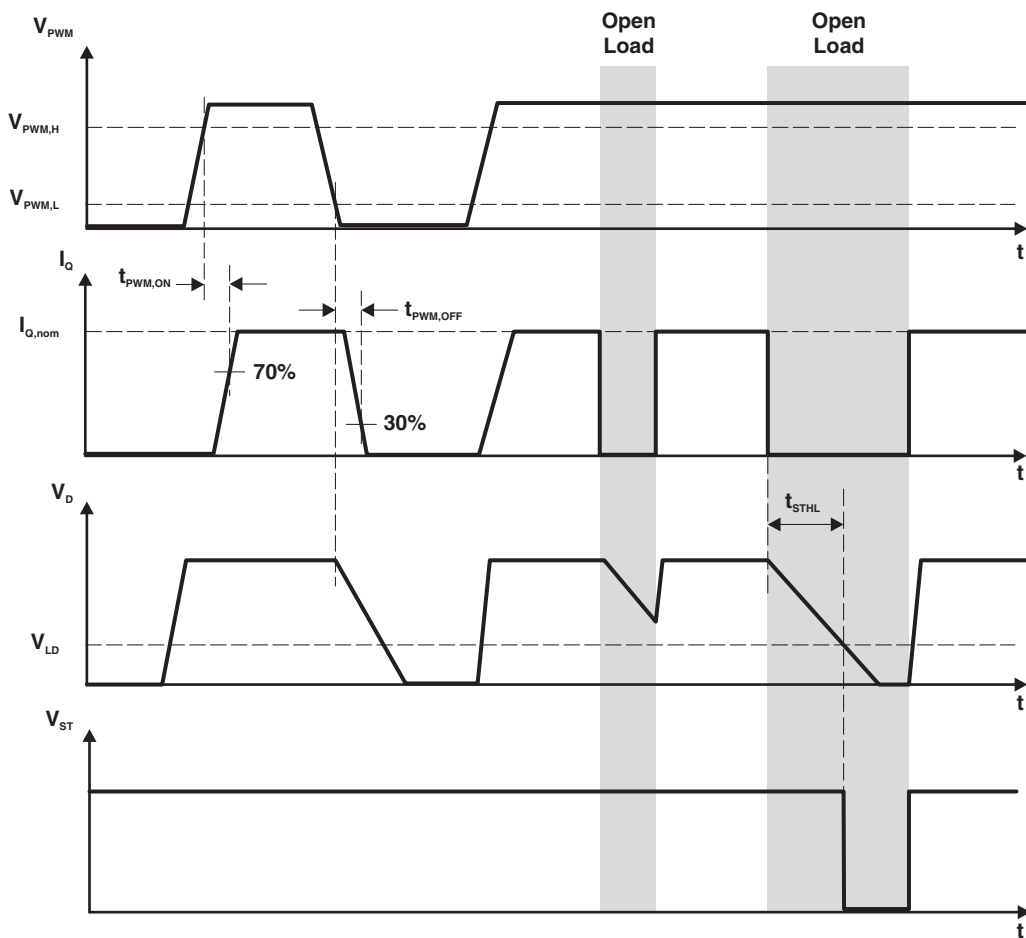 V_PWM
Open
Load
Open
Load
V_PWM,H
V_PWM,L
t
I_Q
t_PWM,ON
t_PWM,OFF
I_Q,nom
70%
30%
t
V_D
t_STHL
V_LD
t
V_ST
t